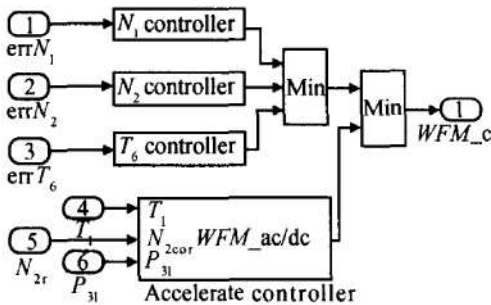 1
errN₁
N₁ controller
2
errN₂
N₂ controller
3
errT₆
T₆ controller
Min
Min
1
WFM_c
4
T₁
5
N₂ᵣ
6
P₃₁
T₁
N₂cor WFM_ac/dc
P₃₁
Accelerate controller